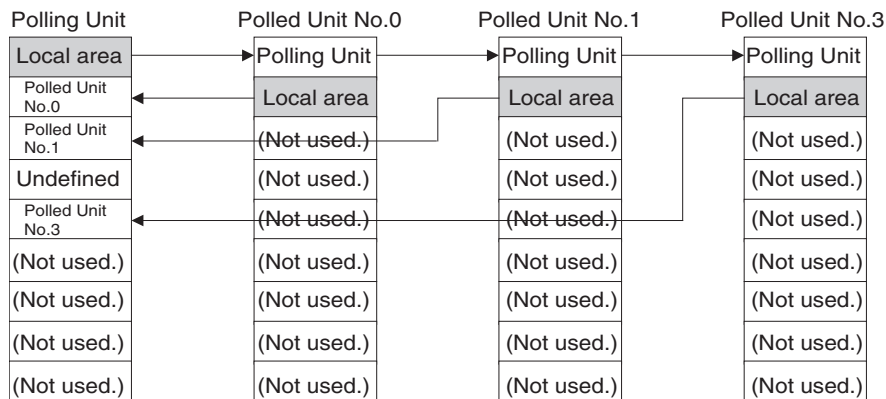 Polling Unit Polled Unit No.0 Polled Unit No.1 Polled Unit No.3
Local area Polling Unit Polling Unit Polling Unit
Polled Unit
No.0
Local area Local area Local area
Polled Unit
No.1
(Not used.) (Not used.) (Not used.)
Undefined (Not used.) (Not used.) (Not used.)
Polled Unit
No.3
(Not used.) (Not used.) (Not used.)
(Not used.) (Not used.) (Not used.) (Not used.)
(Not used.) (Not used.) (Not used.) (Not used.)
(Not used.) (Not used.) (Not used.) (Not used.)
(Not used.) (Not used.) (Not used.) (Not used.)